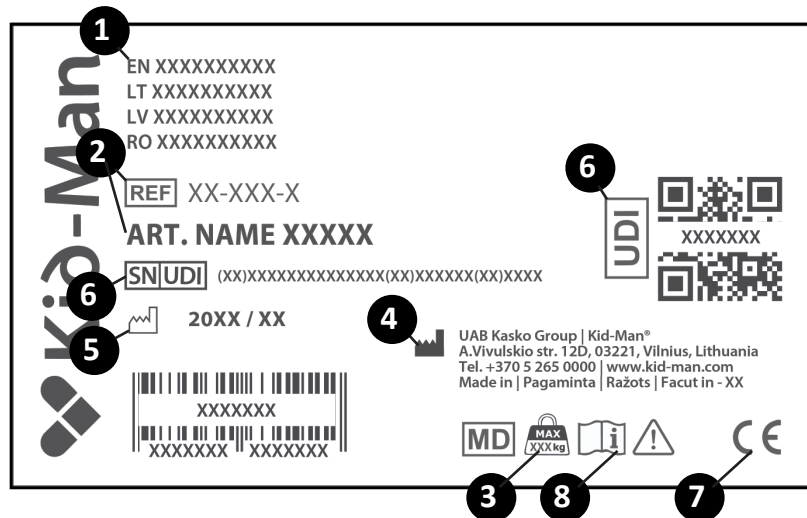 1
EN XXXXXXXXXX
LT XXXXXXXXXX
LV XXXXXXXXXX
RO XXXXXXXXXX
2
REF XX-XXX-X
ART. NAME XXXXX
6
SN UDI (XX)XXXXXXXXXXXXXX(XX)XXXXXX(XX)XXXX
5
20XX / XX
XXXXXXX
XXXXXXX XXXXXXX
Kid-Man
6
UDI
XXXXXXX
4
UAB Kasko Group | Kid-Man®
A.Vivulskio str. 12D, 03221, Vilnius, Lithuania
Tel. +370 5 265 0000 | www.kid-man.com
Made in | Pagaminta | Ražots | Facut in - XX
MD
MAX
XXX kg
i
!
CE
3
8
7